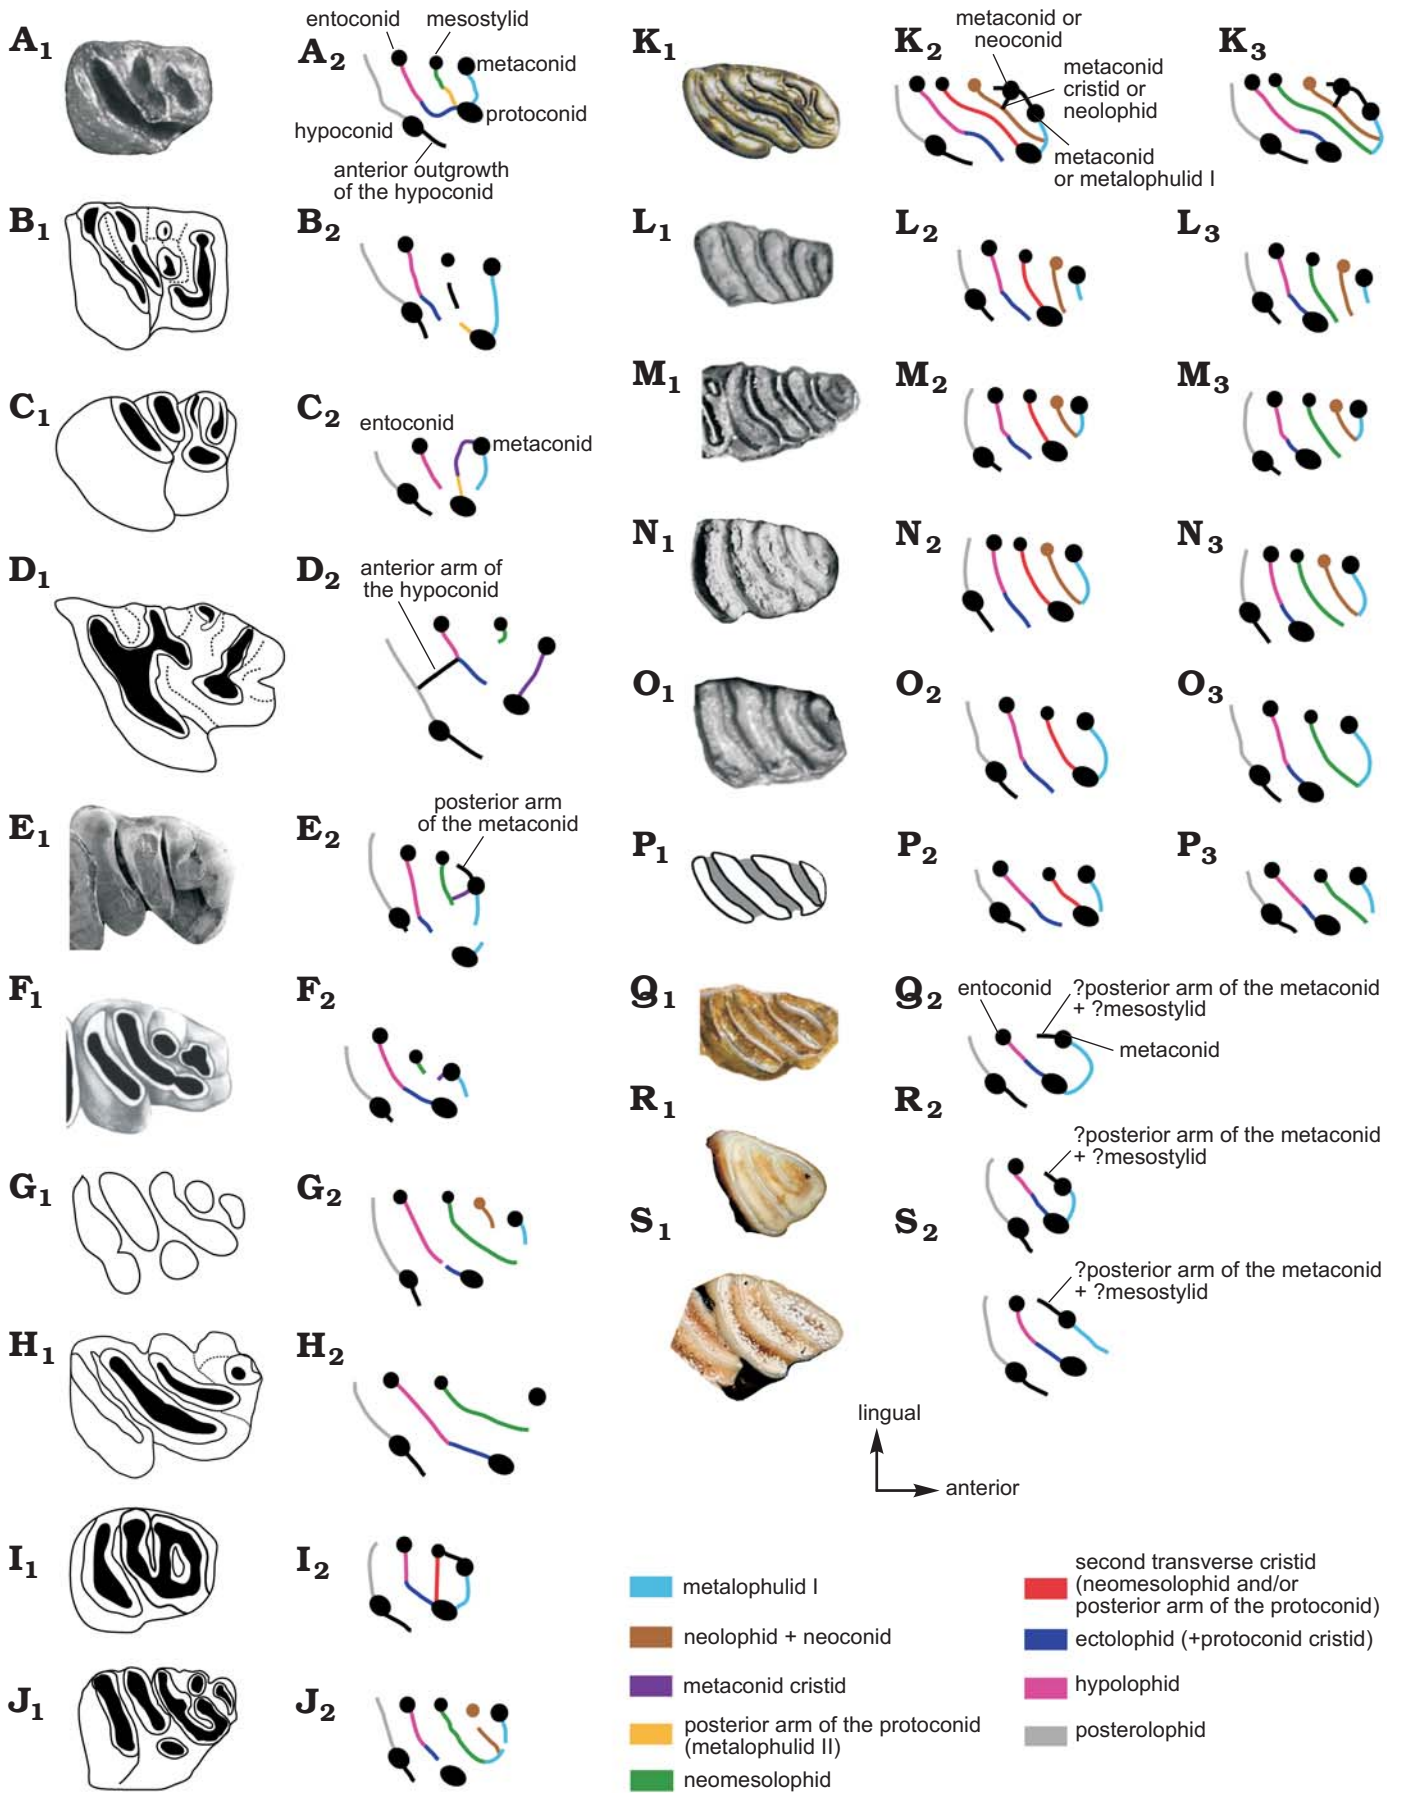 A1
A2
entoconid
mesostylid
metaconid
protoconid
hypoconid
anterior outgrowth
of the hypoconid
B1
B2
C1
C2
entoconid
metaconid
D1
D2
anterior arm of
the hypoconid
E1
E2
posterior arm
of the metaconid
F1
F2
G1
G2
H1
H2
I1
I2
J1
J2
K1
K2
metaconid or
neoconid
metaconid
cristid or
neolophid
metaconid
or metalophulid I
K3
L1
L2
L3
M1
M2
M3
N1
N2
N3
O1
O2
O3
P1
P2
P3
Q1
Q2
entoconid
?posterior arm of the metaconid
+ ?mesostylid
metaconid
R1
R2
?posterior arm of the metaconid
+ ?mesostylid
S1
S2
?posterior arm of the metaconid
+ ?mesostylid
lingual
anterior
metalophulid I
neolophid + neoconid
metaconid cristid
posterior arm of the protoconid
(metalophulid II)
neomesolophid
second transverse cristid
(neomesolophid and/or
posterior arm of the protoconid)
ectolophid (+protoconid cristid)
hypolophid
posterolophid